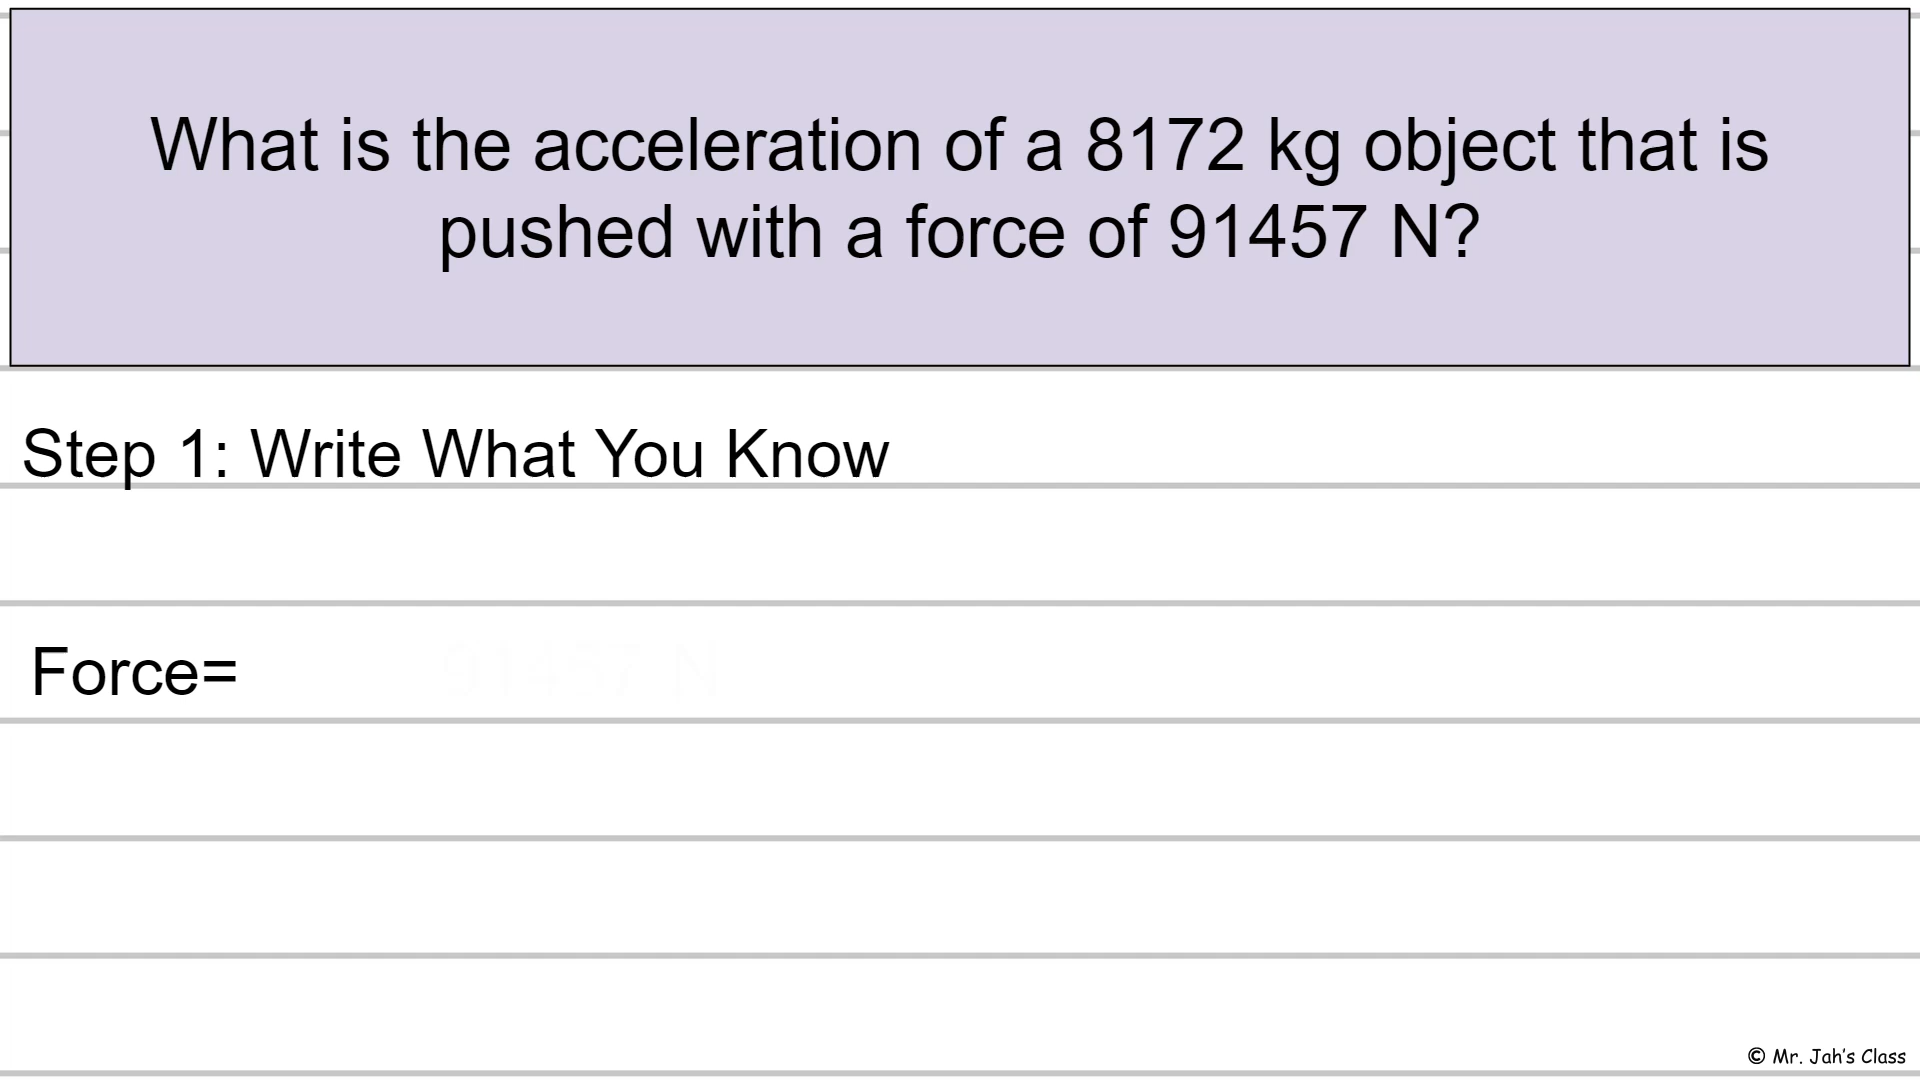 What is the acceleration of a 8172 kg object that is
pushed with a force of 91457 N?
Step 1: Write What You Know
Force= 91457 N
© Mr. Jah's Class